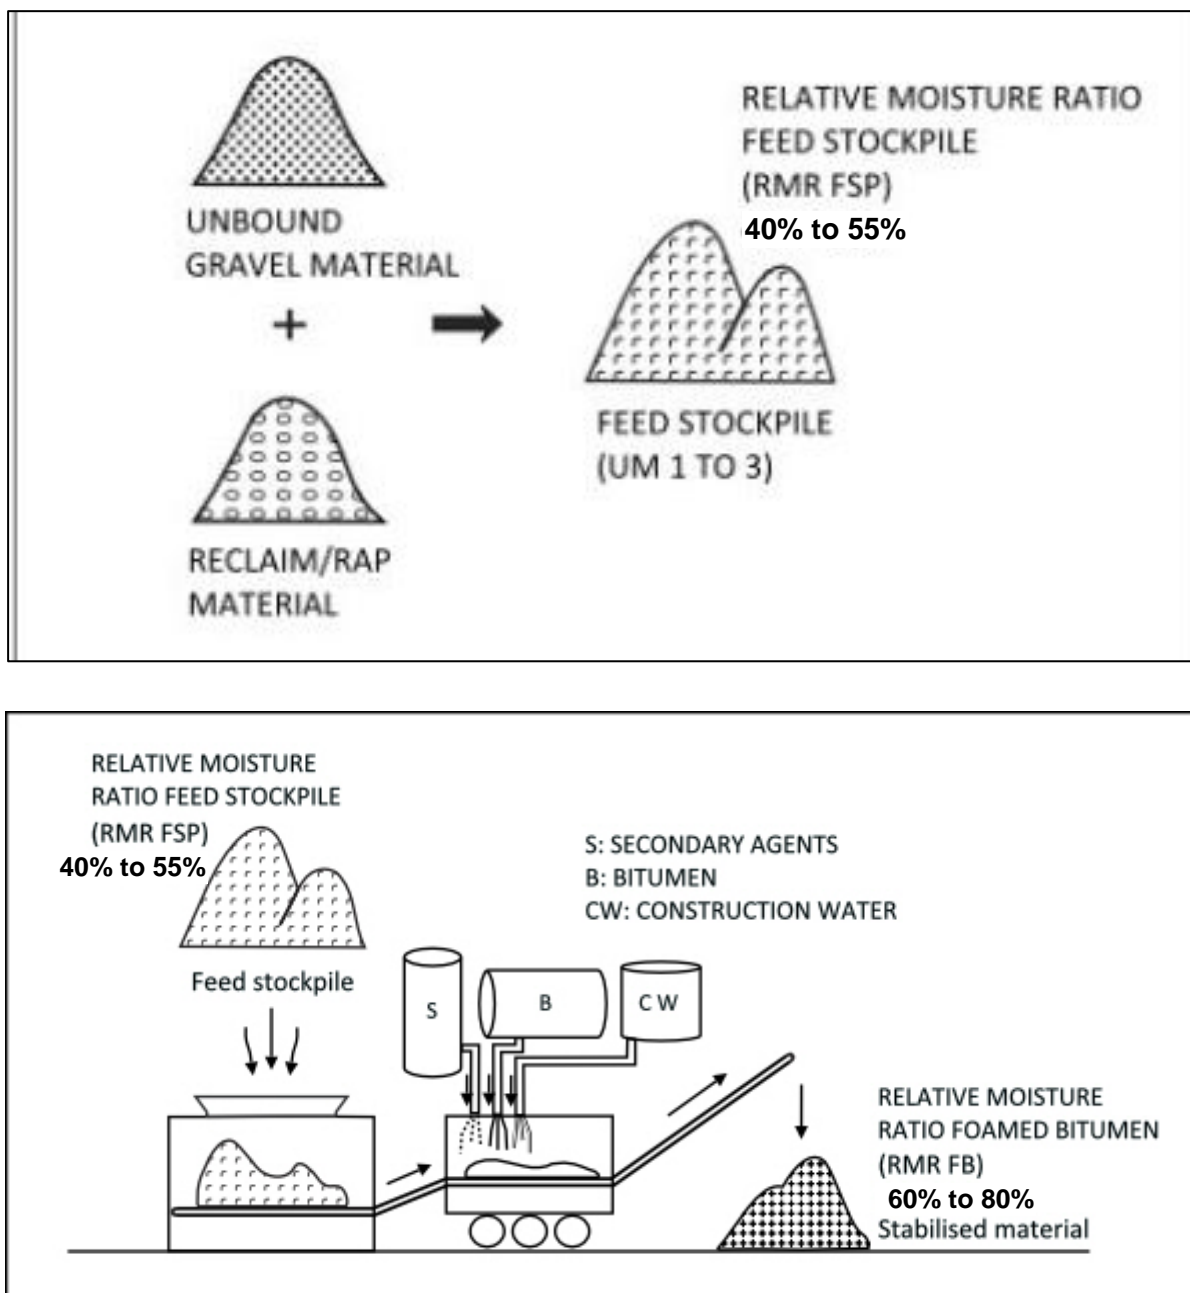 RELATIVE MOISTURE RATIO
FEED STOCKPILE
(RMR FSP)
40% to 55%
UNBOUND
GRAVEL MATERIAL
+
FEED STOCKPILE
(UM 1 TO 3)
RECLAIM/RAP
MATERIAL
RELATIVE MOISTURE
RATIO FEED STOCKPILE
(RMR FSP)
40% to 55%
S: SECONDARY AGENTS
B: BITUMEN
CW: CONSTRUCTION WATER
Feed stockpile
S
B
C W
RELATIVE MOISTURE
RATIO FOAMED BITUMEN
(RMR FB)
60% to 80%
Stabilised material